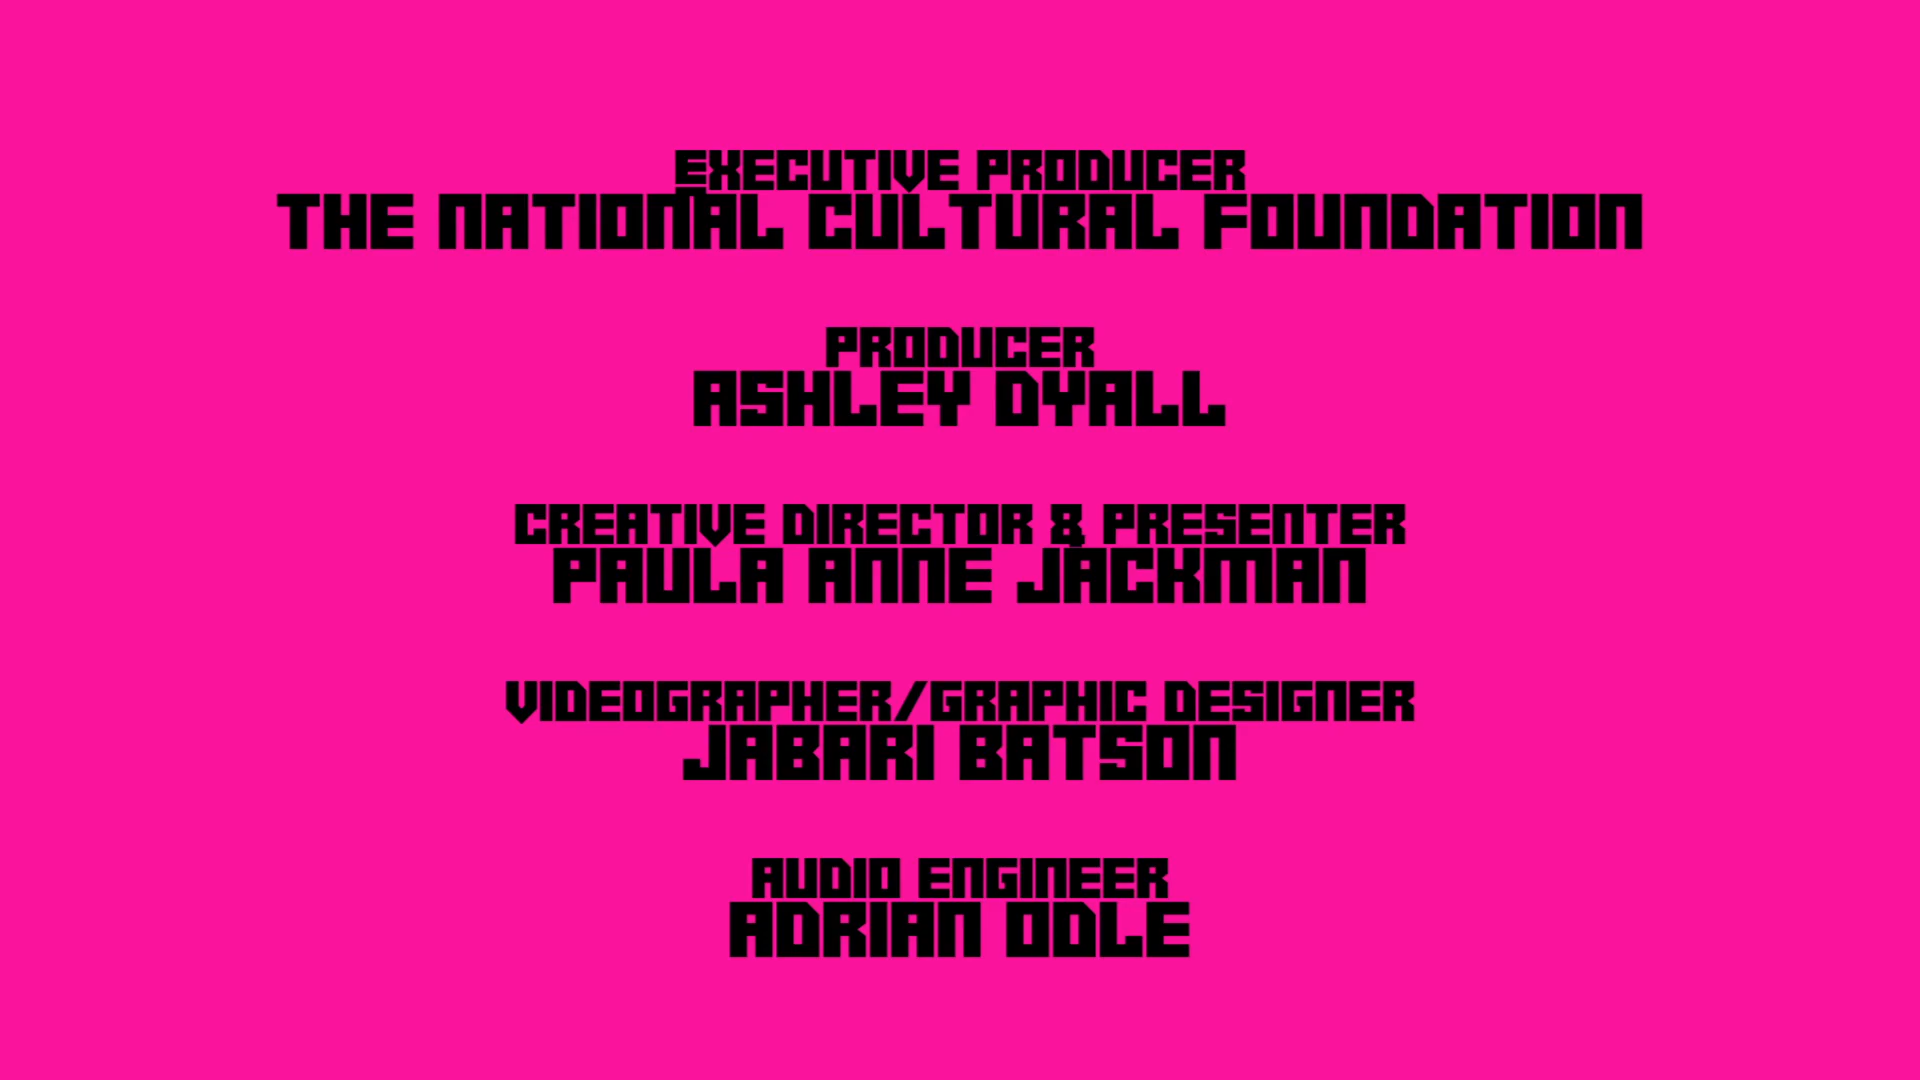 EXECUTIVE PRODUCER
THE NATIONAL CULTURAL FOUNDATION
PRODUCER
ASHLEY DYALL
CREATIVE DIRECTOR & PRESENTER
PAULA ANNE JACKMAN
VIDEOGRAPHER/GRAPHIC DESIGNER
JABARI BATSON
AUDIO ENGINEER
ADRIAN ODLE